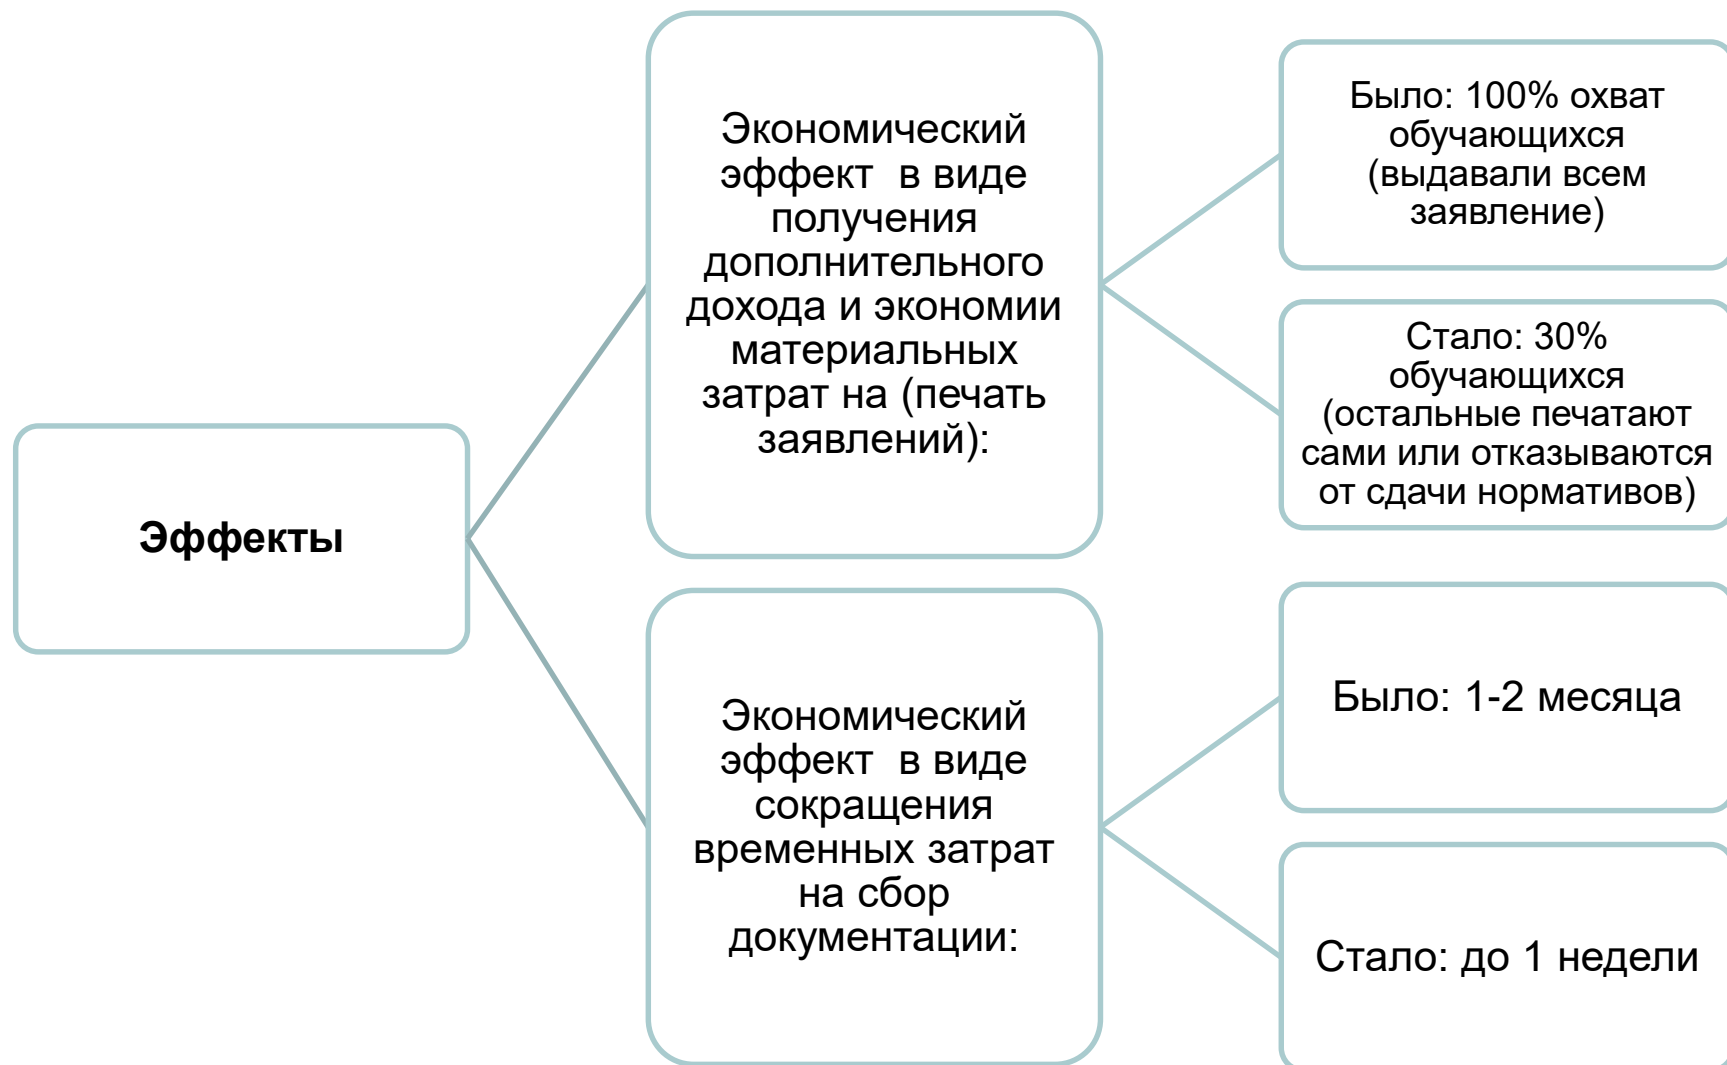 Эффекты
Экономический
эффект  в виде
получения
дополнительного
дохода и экономии
материальных
затрат на (печать
заявлений):
Было: 100% охват
обучающихся
(выдавали всем
заявление)
Стало: 30%
обучающихся
(остальные печатают
сами или отказываются
от сдачи нормативов)
Экономический
эффект  в виде
сокращения
временных затрат
на сбор
документации:
Было: 1-2 месяца
Стало: до 1 недели